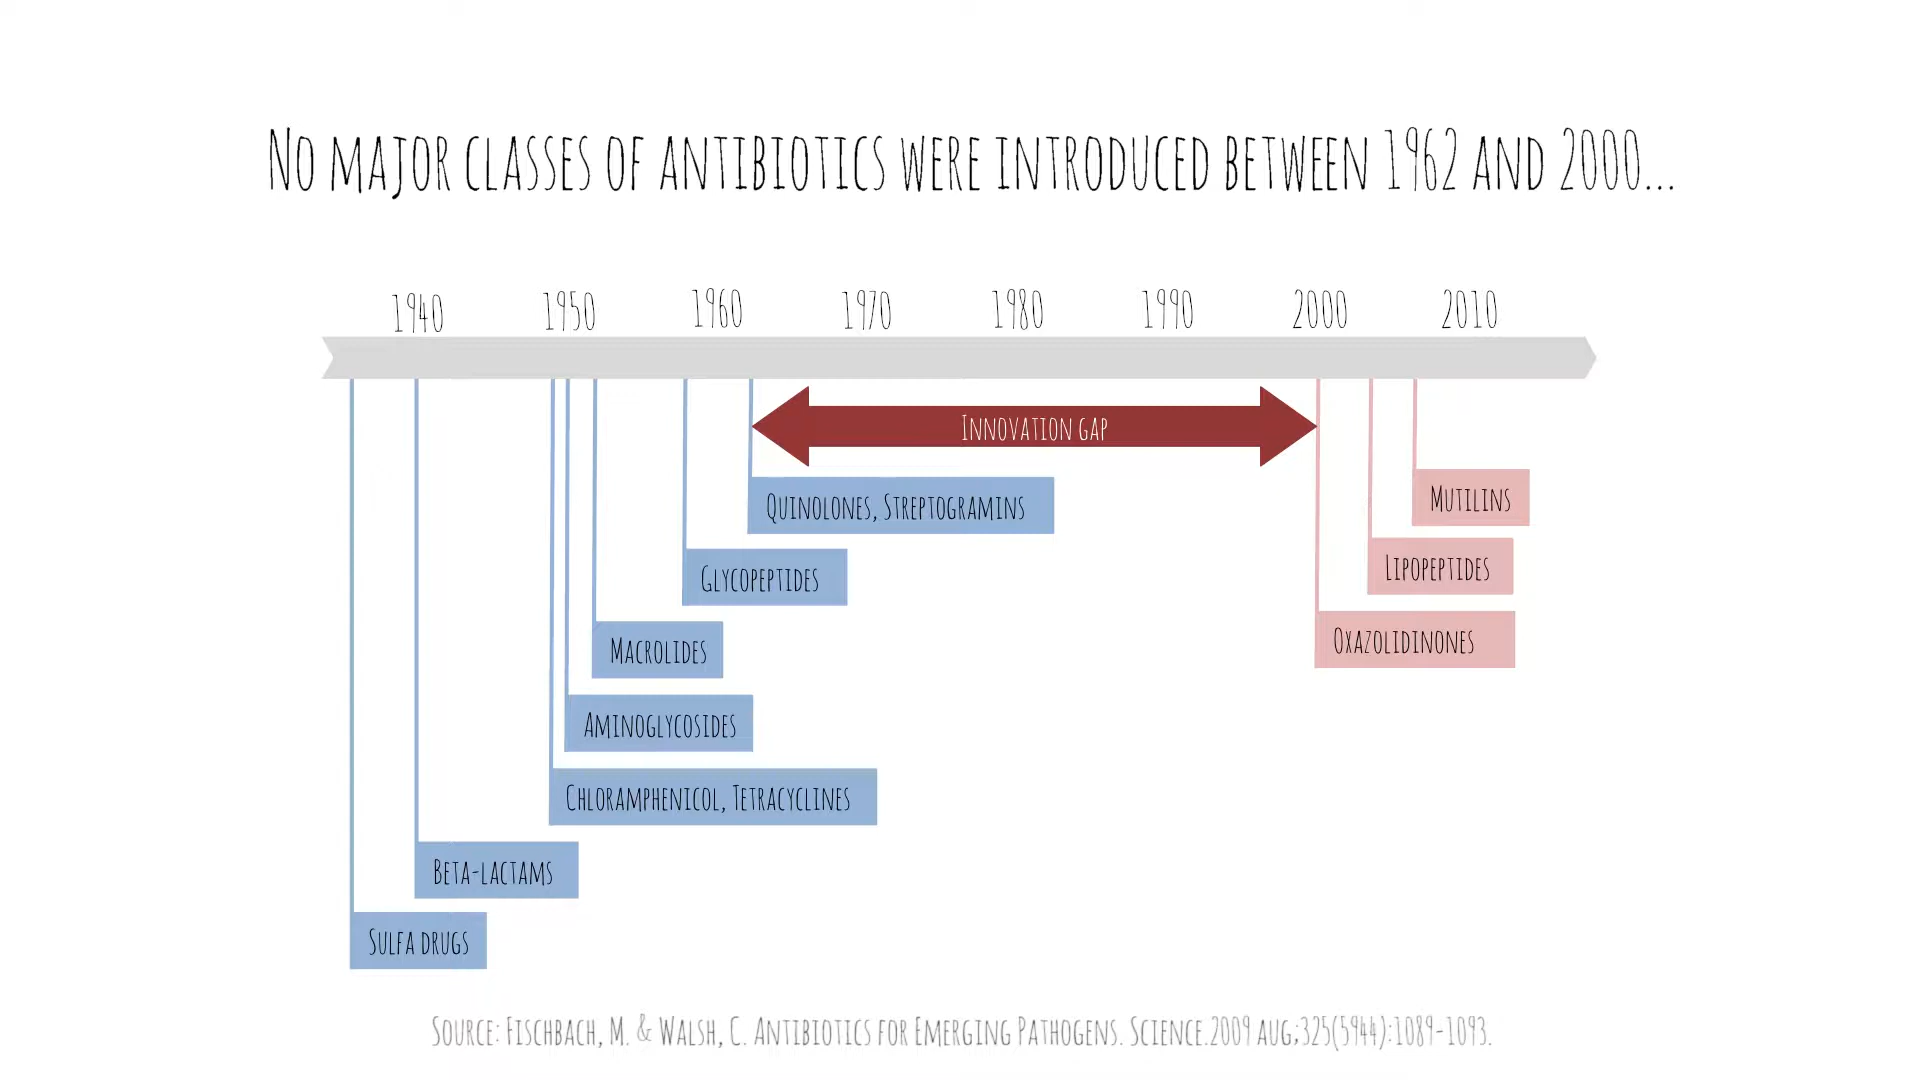 No major classes of antibiotics were introduced between 1962 and 2000...
1940 1950 1960 1970 1980 1990 2000 2010
Innovation gap
Quinolones, Streptogramins
Mutilins
Glycopeptides
Lipopeptides
Macrolides
Oxazolidinones
Aminoglycosides
Chloramphenicol, Tetracyclines
Beta-lactams
Sulfa drugs
Source: Fischbach, M. & Walsh, C. Antibiotics for Emerging Pathogens. Science.2009 aug;325(5944):1089-1093.